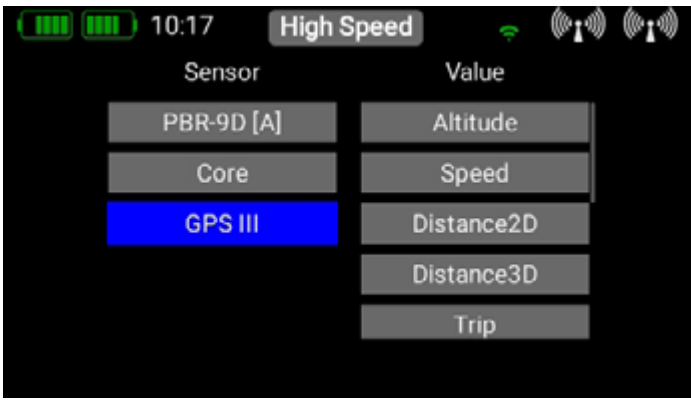 10:17 High Speed
Sensor Value
PBR-9D [A] Altitude
Core Speed
GPS III Distance2D
Distance3D
Trip